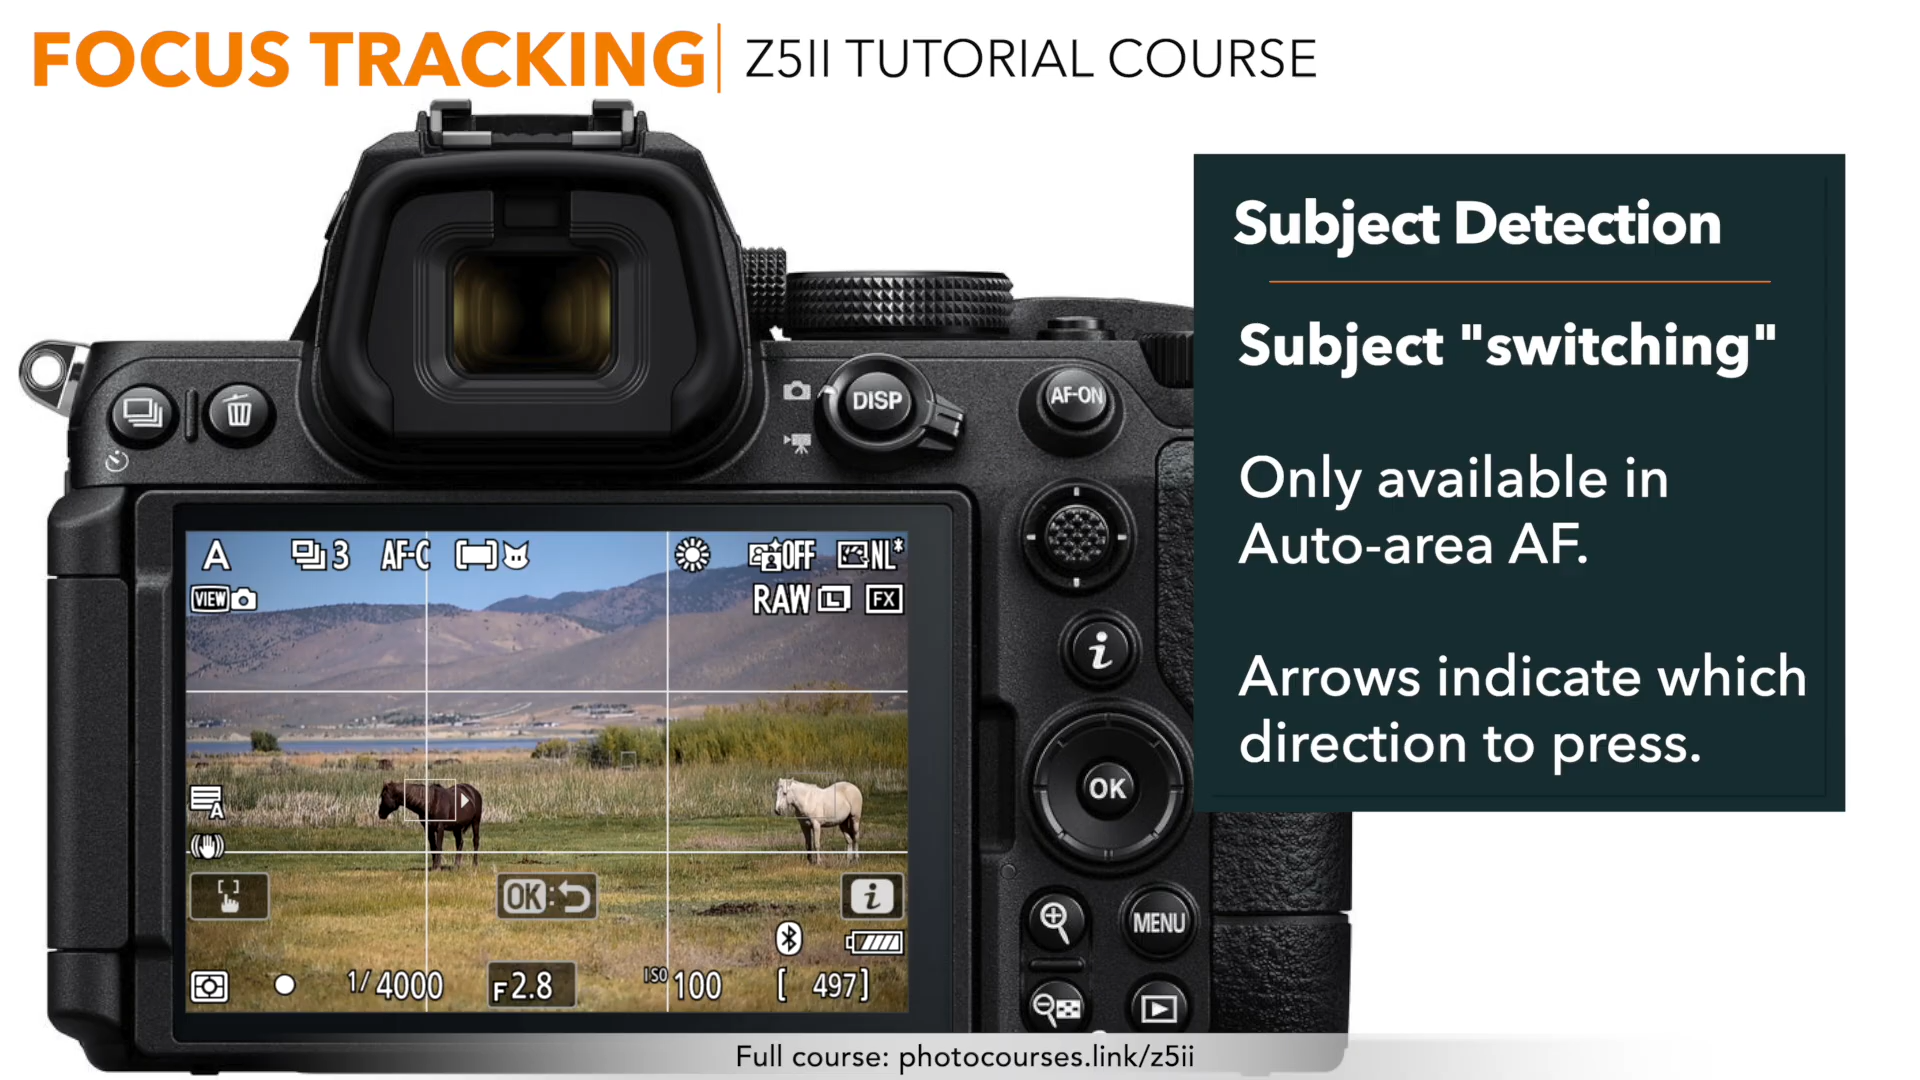 FOCUS TRACKING Z5II TUTORIAL COURSE
Subject Detection
Subject "switching"
Only available in
Auto-area AF.
Arrows indicate which
direction to press.
DISP
AF-ON
A 3 AF-C OFF NL*
VIEW RAW L FX
A
i
OK
OK: i
MENU
1/4000 F2.8 ISO 100 [ 497]
Full course: photocourses.link/z5ii